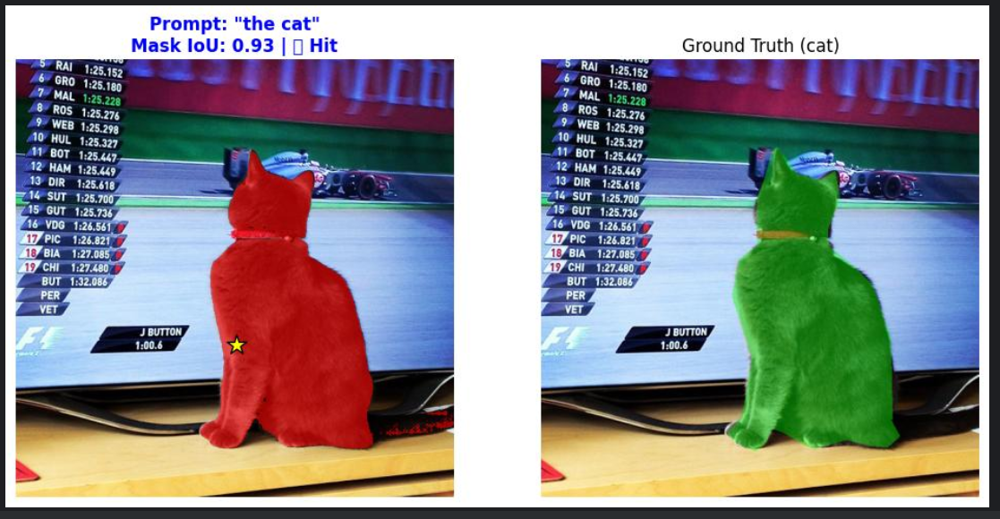 Prompt: "the cat"
Mask IoU: 0.93 | ▯ Hit
5 RAI 1:25.152
6 GRO 1:25.180
7 MAL 1:25.228
8 ROS 1:25.276
9 WEB 1:25.298
10 HUL 1:25.327
11 BOT 1:25.447
12 HAM 1:25.449
13 DIR 1:25.618
14 SUT 1:25.700
15 GUT 1:25.736
16 VDG 1:26.561
17 PIC 1:26.821
18 BIA 1:27.085
19 CHI 1:27.480
BUT 1:32.086
PER
VET
J BUTTON
1:00.6
F1
Ground Truth (cat)
5 RAI 1:25.152
6 GRO 1:25.180
7 MAL 1:25.228
8 ROS 1:25.276
9 WEB 1:25.298
10 HUL 1:25.327
11 BOT 1:25.447
12 HAM 1:25.449
13 DIR 1:25.618
14 SUT 1:25.700
15 GUT 1:25.736
16 VDG 1:26.561
17 PIC 1:26.821
18 BIA 1:27.085
19 CHI 1:27.480
BUT 1:32.086
PER
VET
J BUTTON
1:00.6
F1